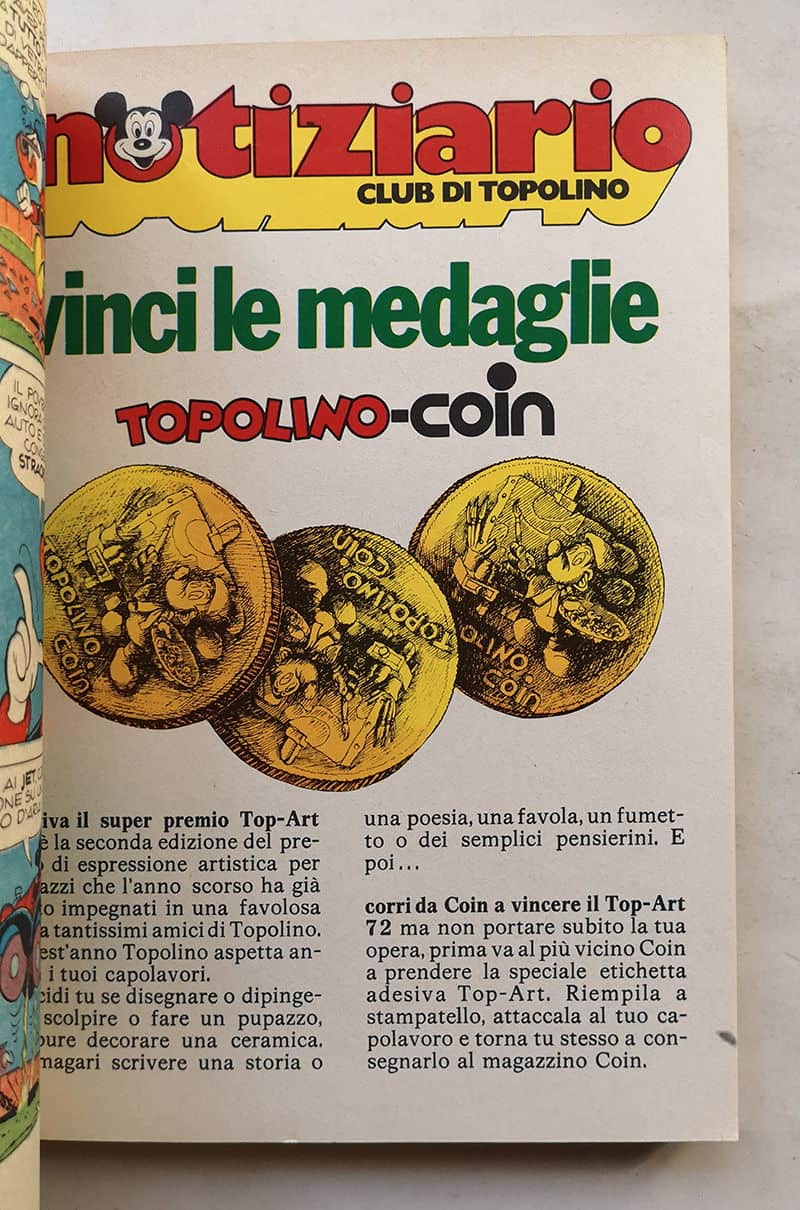 notiziario
CLUB DI TOPOLINO
vinci le medaglie
TOPOLINO-COIN
TOPOLINO.
COIN
TOPOLINO.
COIN
OLINO.
COIN
iva il super premio Top-Art
è la seconda edizione del pre-
di espressione artistica per
azzi che l'anno scorso ha già
o impegnati in una favolosa
a tantissimi amici di Topolino.
est'anno Topolino aspetta an-
i tuoi capolavori.
cidi tu se disegnare o dipinge-
scolpire o fare un pupazzo,
pure decorare una ceramica.
magari scrivere una storia o
una poesia, una favola, un fumet-
to o dei semplici pensierini. E
poi...
corri da Coin a vincere il Top-Art
72 ma non portare subito la tua
opera, prima va al più vicino Coin
a prendere la speciale etichetta
adesiva Top-Art. Riempila a
stampatello, attaccala al tuo ca-
polavoro e torna tu stesso a con-
segnarlo al magazzino Coin.
IGNORA
AUTO E
AI JET